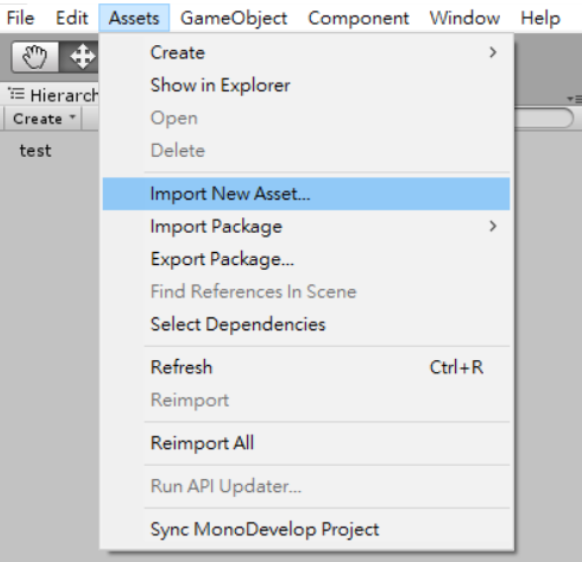 File Edit Assets GameObject Component Window Help
Hierarch
Create
test
Create
Show in Explorer
Open
Delete
Import New Asset...
Import Package
Export Package...
Find References In Scene
Select Dependencies
Refresh Ctrl+R
Reimport
Reimport All
Run API Updater...
Sync MonoDevelop Project